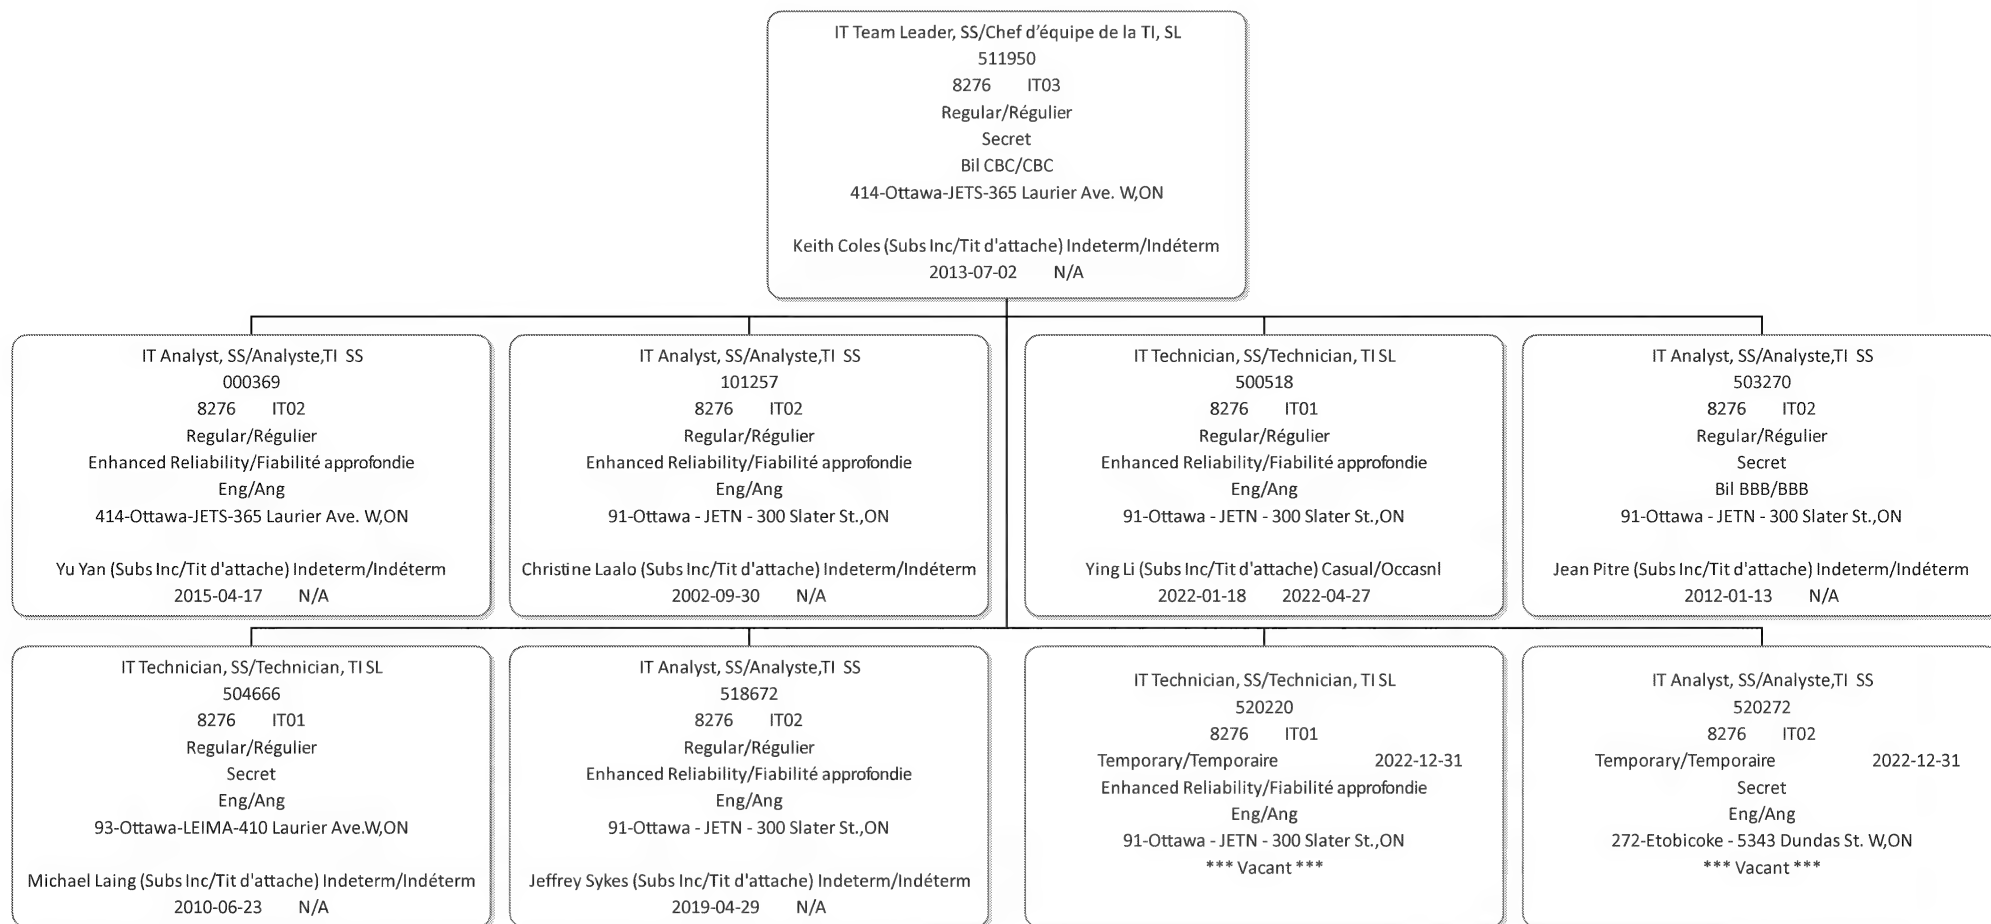 IT Team Leader, SS/Chef d'équipe de la TI, SL
511950
8276 IT03
Regular/Régulier
Secret
Bil CBC/CBC
414-Ottawa-JETS-365 Laurier Ave. W,ON
Keith Coles (Subs Inc/Tit d'attache) Indeterm/Indéterm
2013-07-02 N/A
IT Analyst, SS/Analyste,TI SS
000369
8276 IT02
Regular/Régulier
Enhanced Reliability/Fiabilité approfondie
Eng/Ang
414-Ottawa-JETS-365 Laurier Ave. W,ON
Yu Yan (Subs Inc/Tit d'attache) Indeterm/Indéterm
2015-04-17 N/A
IT Analyst, SS/Analyste,TI SS
101257
8276 IT02
Regular/Régulier
Enhanced Reliability/Fiabilité approfondie
Eng/Ang
91-Ottawa - JETN - 300 Slater St.,ON
Christine Laalo (Subs Inc/Tit d'attache) Indeterm/Indéterm
2002-09-30 N/A
IT Technician, SS/Technician, TI SL
500518
8276 IT01
Regular/Régulier
Enhanced Reliability/Fiabilité approfondie
Eng/Ang
91-Ottawa - JETN - 300 Slater St.,ON
Ying Li (Subs Inc/Tit d'attache) Casual/Occasnl
2022-01-18 2022-04-27
IT Analyst, SS/Analyste,TI SS
503270
8276 IT02
Regular/Régulier
Secret
Bil BBB/BBB
91-Ottawa - JETN - 300 Slater St.,ON
Jean Pitre (Subs Inc/Tit d'attache) Indeterm/Indéterm
2012-01-13 N/A
IT Technician, SS/Technician, TI SL
504666
8276 IT01
Regular/Régulier
Secret
Eng/Ang
93-Ottawa-LEIMA-410 Laurier Ave.W,ON
Michael Laing (Subs Inc/Tit d'attache) Indeterm/Indéterm
2010-06-23 N/A
IT Analyst, SS/Analyste,TI SS
518672
8276 IT02
Regular/Régulier
Enhanced Reliability/Fiabilité approfondie
Eng/Ang
91-Ottawa - JETN - 300 Slater St.,ON
Jeffrey Sykes (Subs Inc/Tit d'attache) Indeterm/Indéterm
2019-04-29 N/A
IT Technician, SS/Technician, TI SL
520220
8276 IT01
Temporary/Temporaire 2022-12-31
Enhanced Reliability/Fiabilité approfondie
Eng/Ang
91-Ottawa - JETN - 300 Slater St.,ON
*** Vacant ***
IT Analyst, SS/Analyste,TI SS
520272
8276 IT02
Temporary/Temporaire 2022-12-31
Secret
Eng/Ang
272-Etobicoke - 5343 Dundas St. W,ON
*** Vacant ***